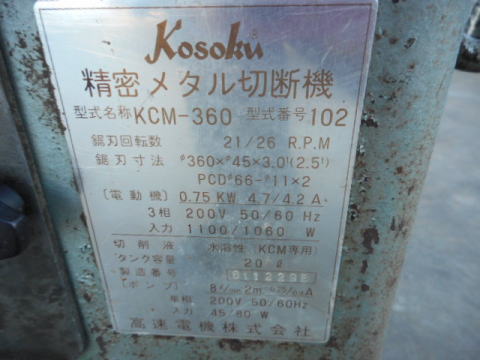 Kosoku®
精密メタル切断機
型式名称 KCM-360 型式番号 102
鋸刃回転数 21/26 R.P.M
鋸刃寸法 φ360×φ45×3.0ᵗ(2.5ᵗ)
PCDφ66-φ11×2
[電動機] 0.75 KW 4.7/4.2 A
3相 200V 50/60 Hz
入力 1100/1060 W
切削液 水溶性 (KCM専用)
タンク容量 20 ℓ
製造番号
[ポンプ] 2m A
単相 200V 50/60Hz
入力 45/60 W
高速電機株式会社